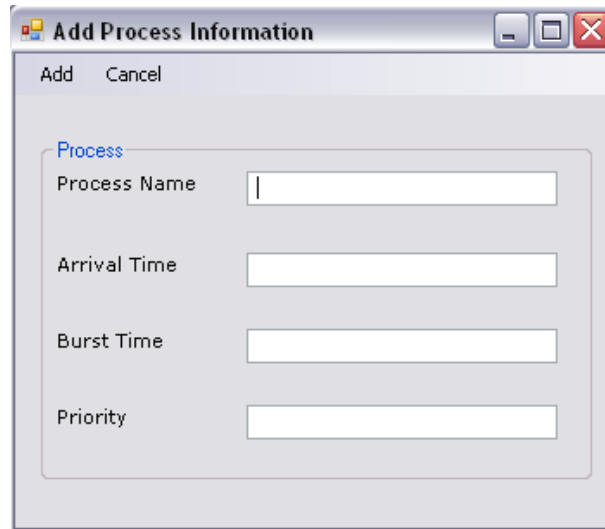 Add Process Information
Add Cancel
Process
Process Name
Arrival Time
Burst Time
Priority